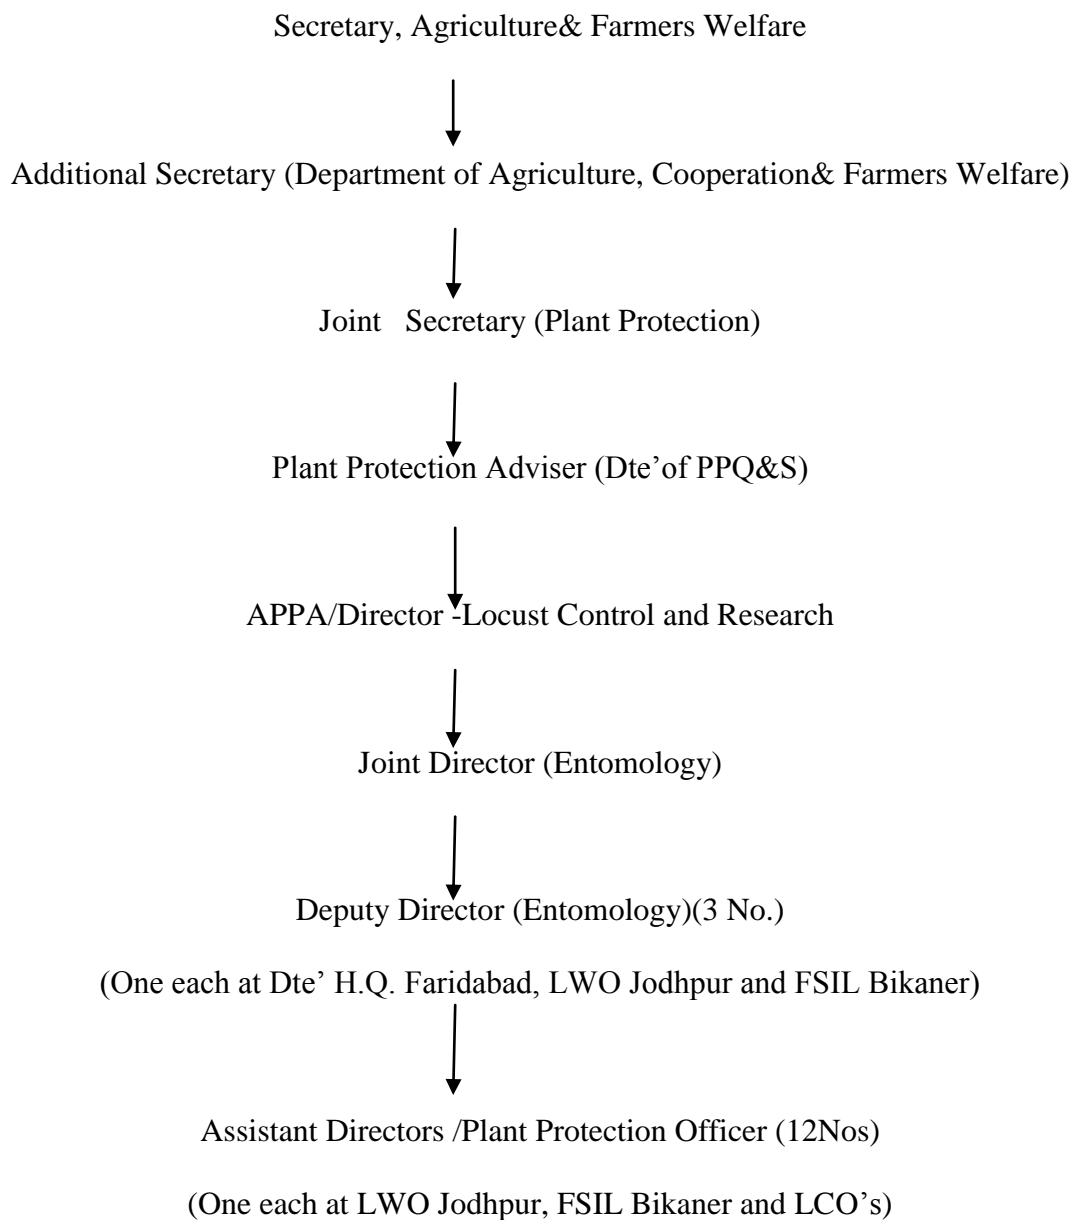 Secretary, Agriculture& Farmers Welfare
Additional Secretary (Department of Agriculture, Cooperation& Farmers Welfare)
Joint Secretary (Plant Protection)
Plant Protection Adviser (Dte’of PPQ&S)
APPA/Director -Locust Control and Research
Joint Director (Entomology)
Deputy Director (Entomology)(3 No.)
(One each at Dte’ H.Q. Faridabad, LWO Jodhpur and FSIL Bikaner)
Assistant Directors /Plant Protection Officer (12Nos)
(One each at LWO Jodhpur, FSIL Bikaner and LCO’s)